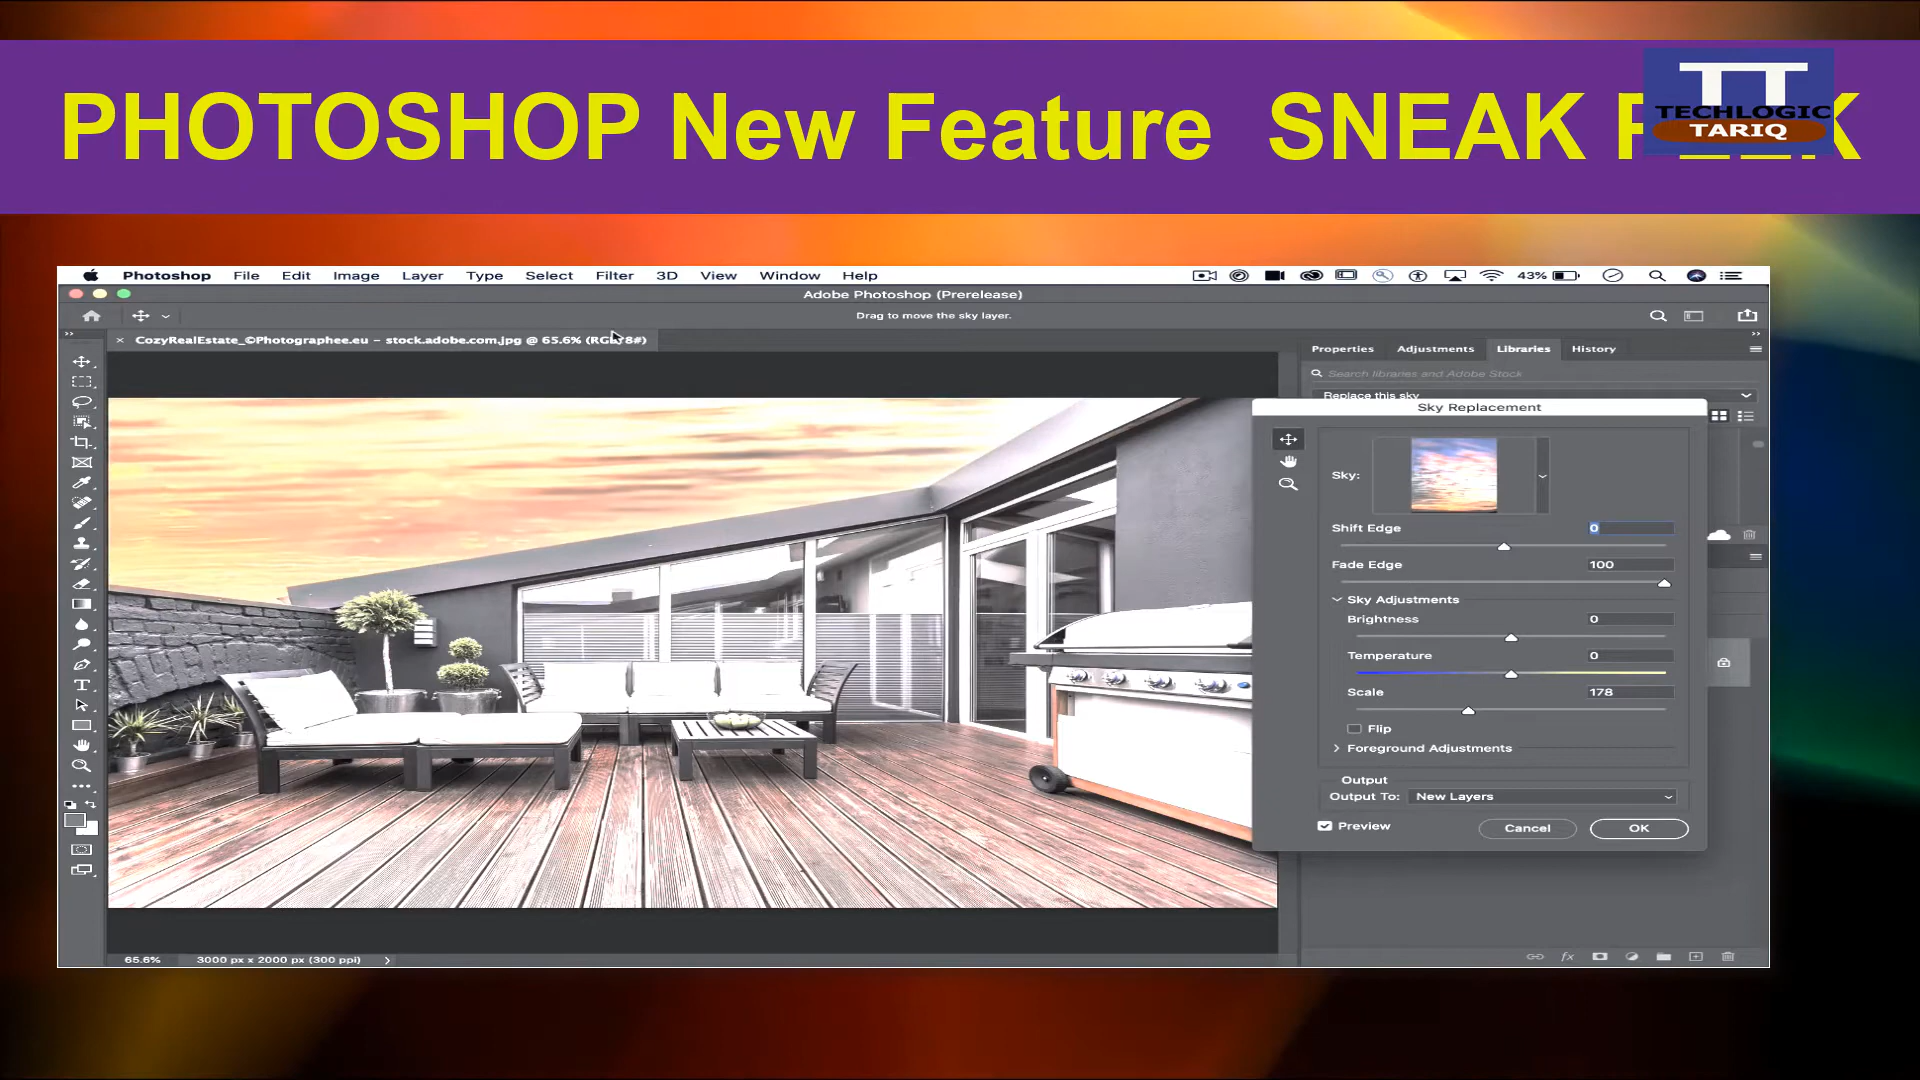 PHOTOSHOP New Feature SNEAK
TECHLOGIC
TARIQ
Photoshop File Edit Image Layer Type Select Filter 3D View Window Help 43%
Adobe Photoshop (Prerelease)
Drag to move the sky layer.
CozyRealEstate_©Photographee.eu – stock.adobe.com.jpg @ 65.6% (RGB/8#)
Properties Adjustments Libraries History
Search libraries and Adobe Stock
Replace this sky
Sky Replacement
Sky:
Shift Edge 0
Fade Edge 100
Sky Adjustments
Brightness 0
Temperature 0
Scale 178
Flip
Foreground Adjustments
Output
Output To: New Layers
Preview Cancel OK
65.6% 3000 px x 2000 px (300 ppi)
fx